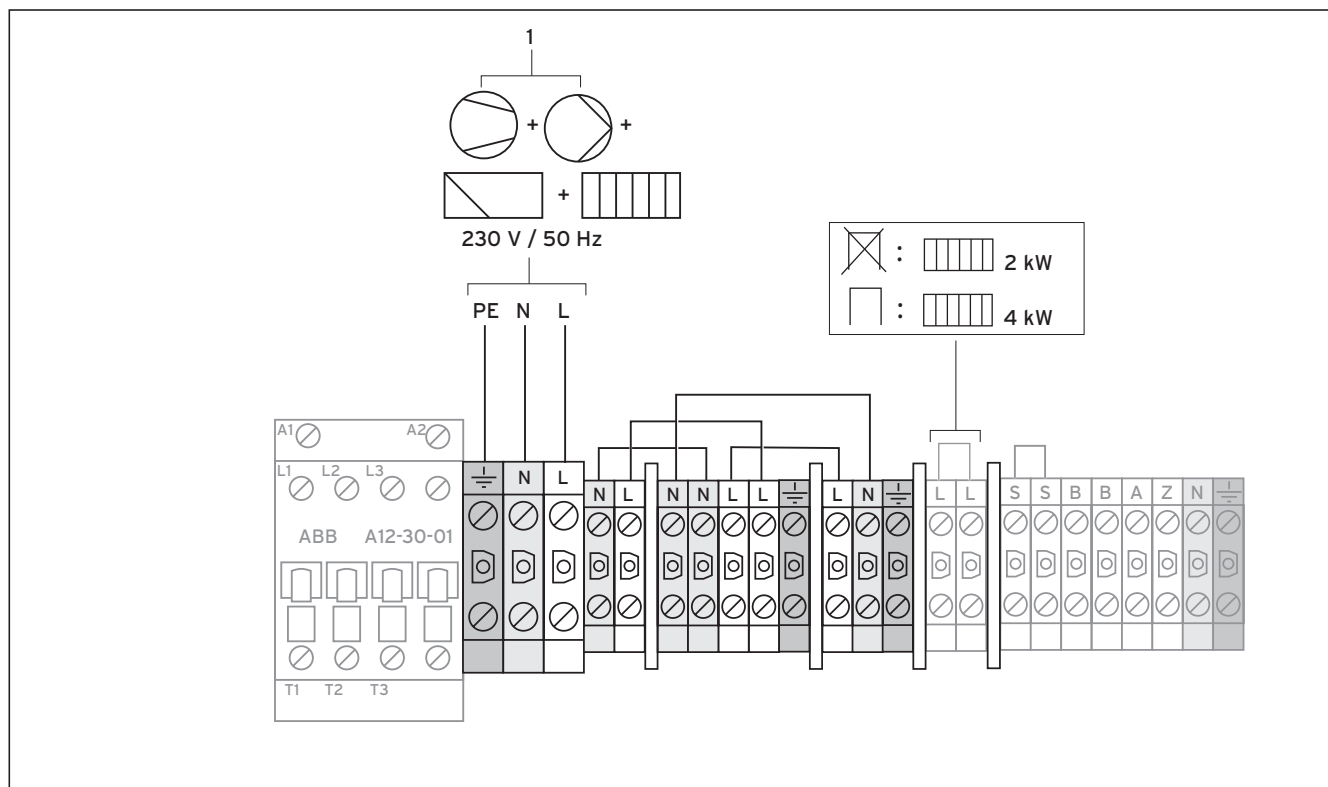 1
+ +
+
230 V / 50 Hz
: 2 kW
: 4 kW
PE N L
A1 A2
L1 L2 L3
N L
N L N N L L L N L L S S B B A Z N
ABB A12-30-01
T1 T2 T3